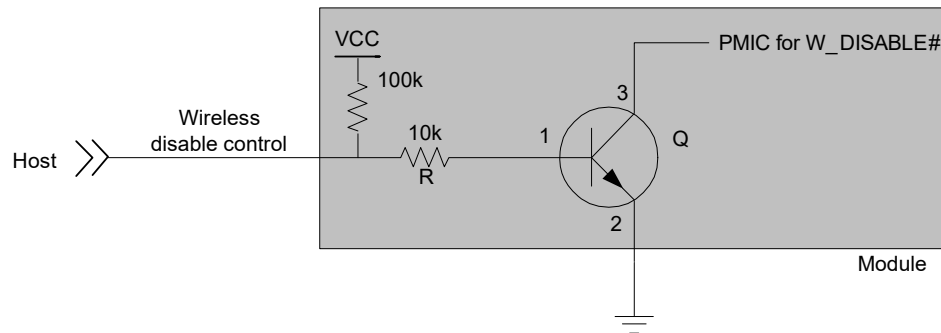 VCC
PMIC for W_DISABLE#
100k
3
Wireless
disable control
10k
1
Q
Host
R
2
Module